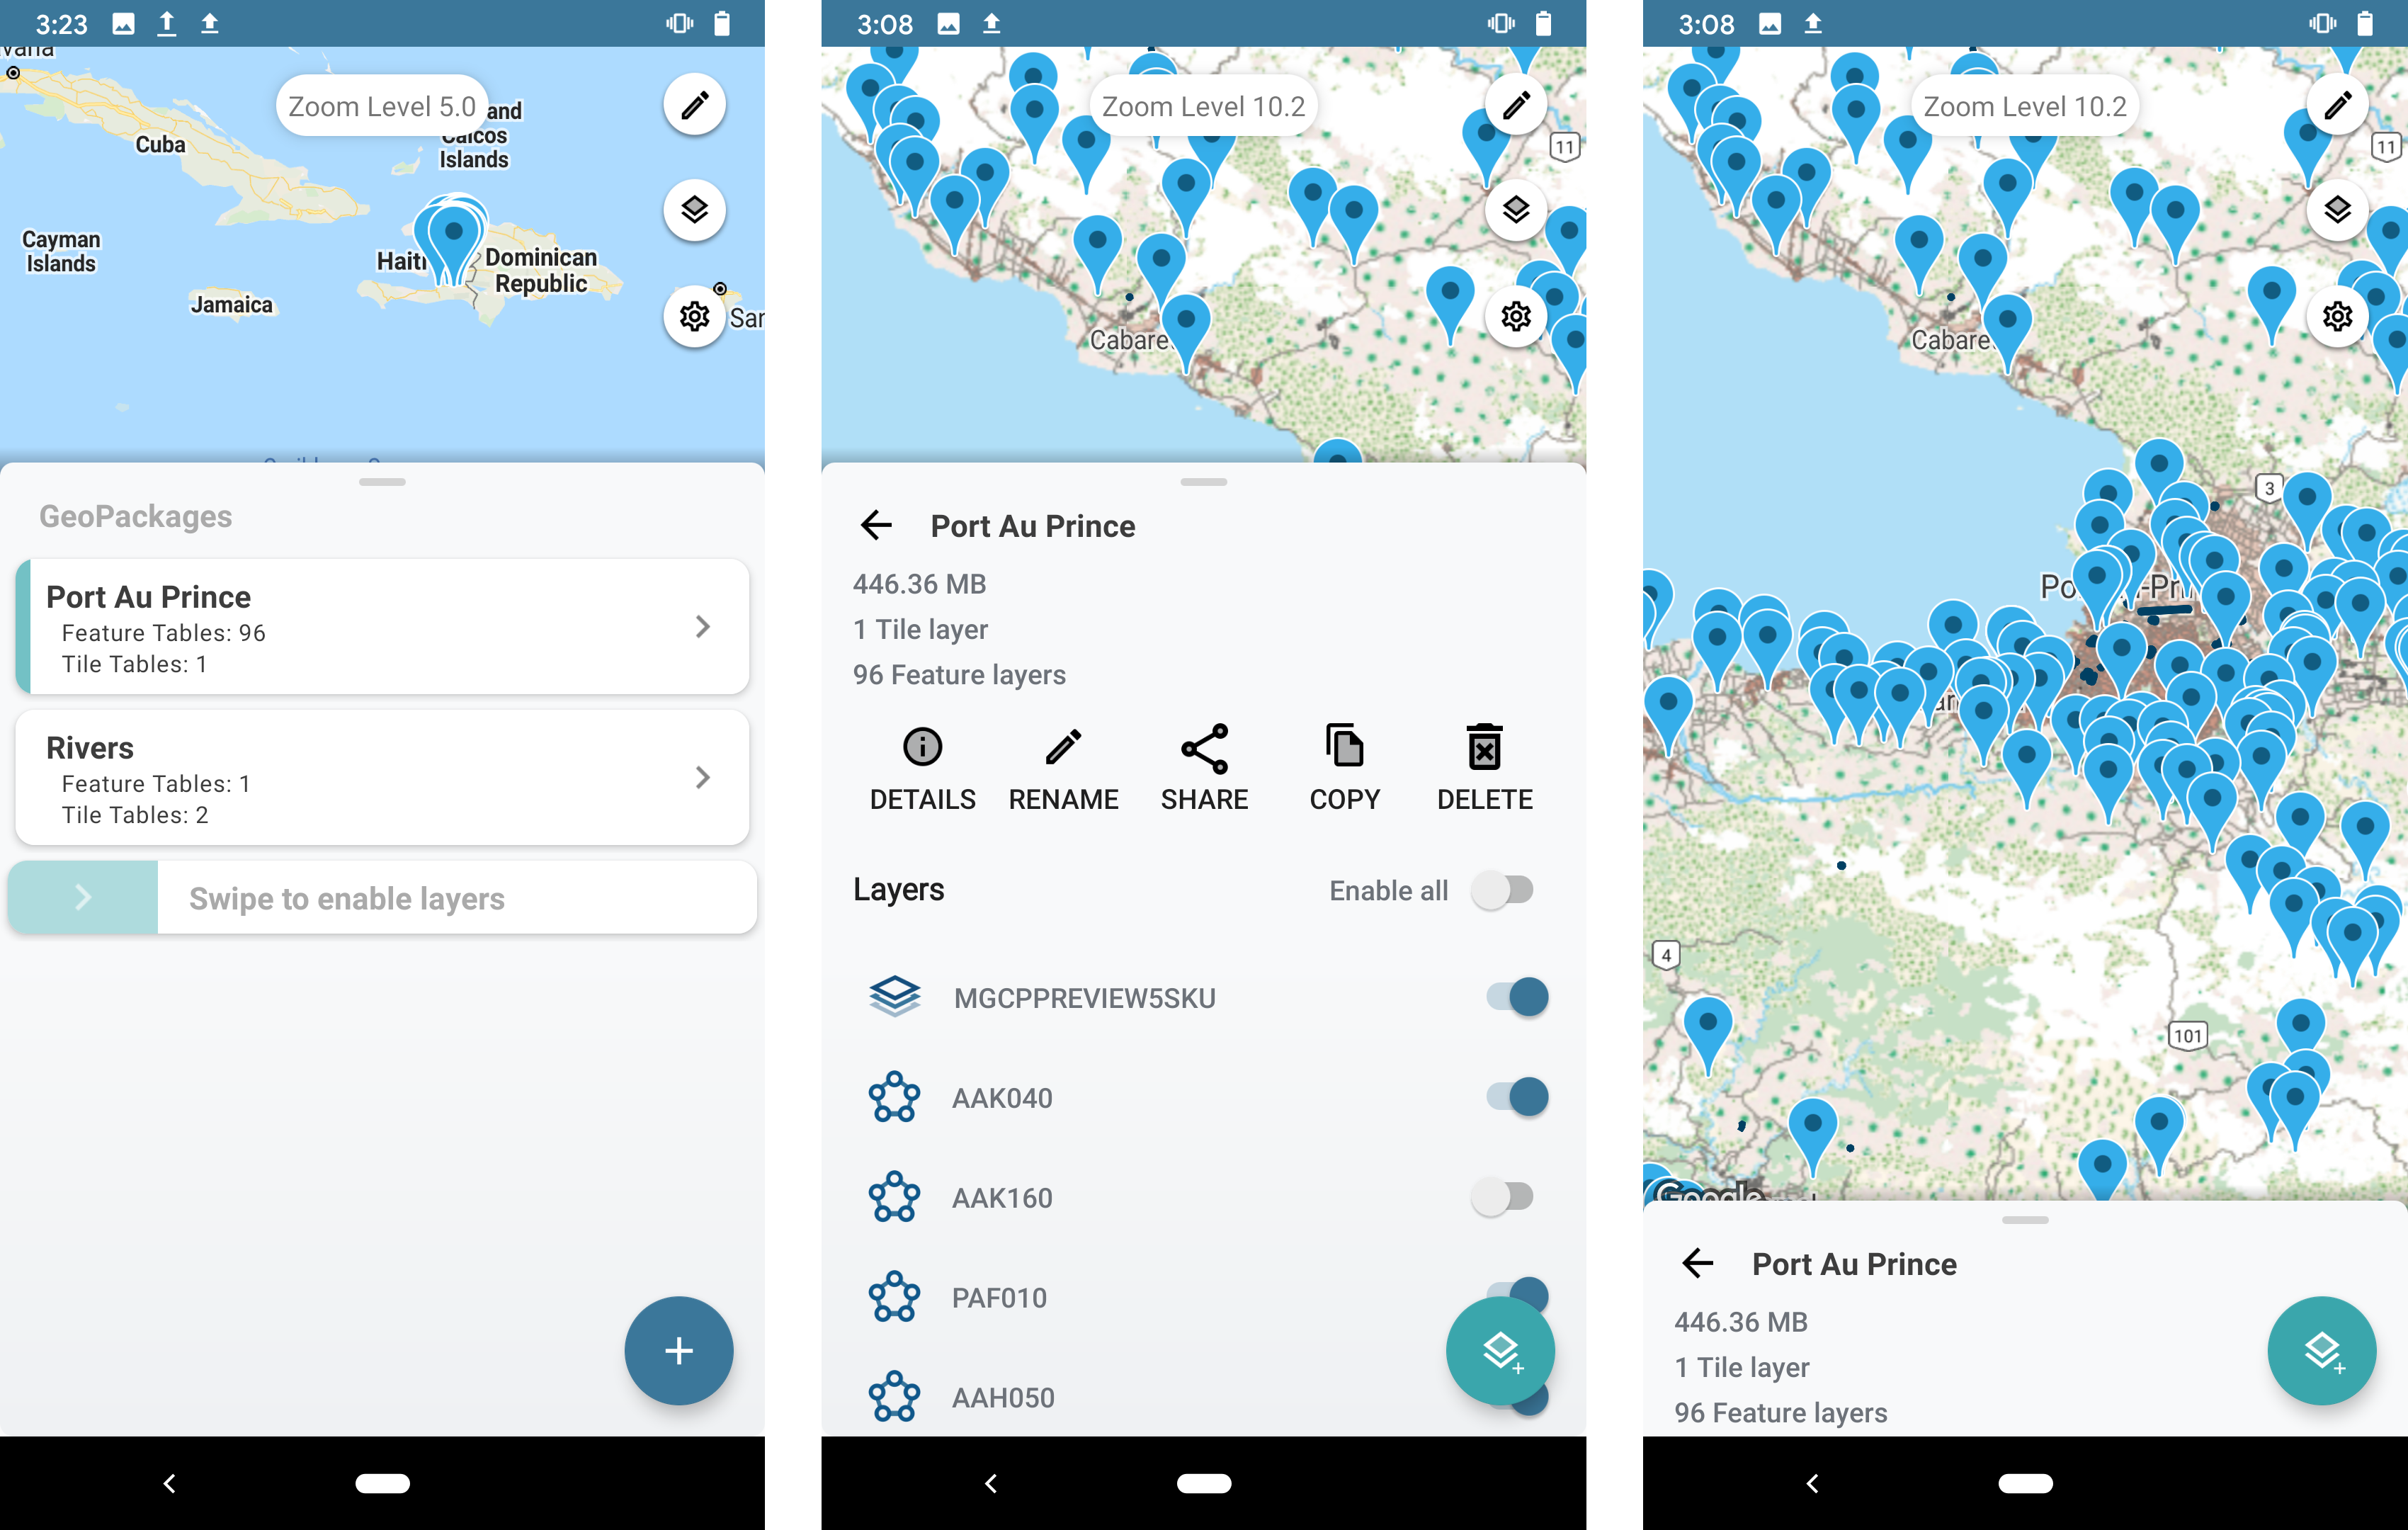 3:23
Zoom Level 5.0
and
Caicos
Islands
Cuba
Cayman
Islands
Haiti
Dominican
Republic
Jamaica
San
GeoPackages
Port Au Prince
Feature Tables: 96
Tile Tables: 1
Rivers
Feature Tables: 1
Tile Tables: 2
Swipe to enable layers
3:08
Zoom Level 10.2
11
Cabare
Port Au Prince
446.36 MB
1 Tile layer
96 Feature layers
DETAILS
RENAME
SHARE
COPY
DELETE
Layers
Enable all
MGCPPREVIEW5SKU
AAK040
AAK160
PAF010
AAH050
3:08
Zoom Level 10.2
11
Cabare
3
Po
-Pri
4
101
Google
Port Au Prince
446.36 MB
1 Tile layer
96 Feature layers